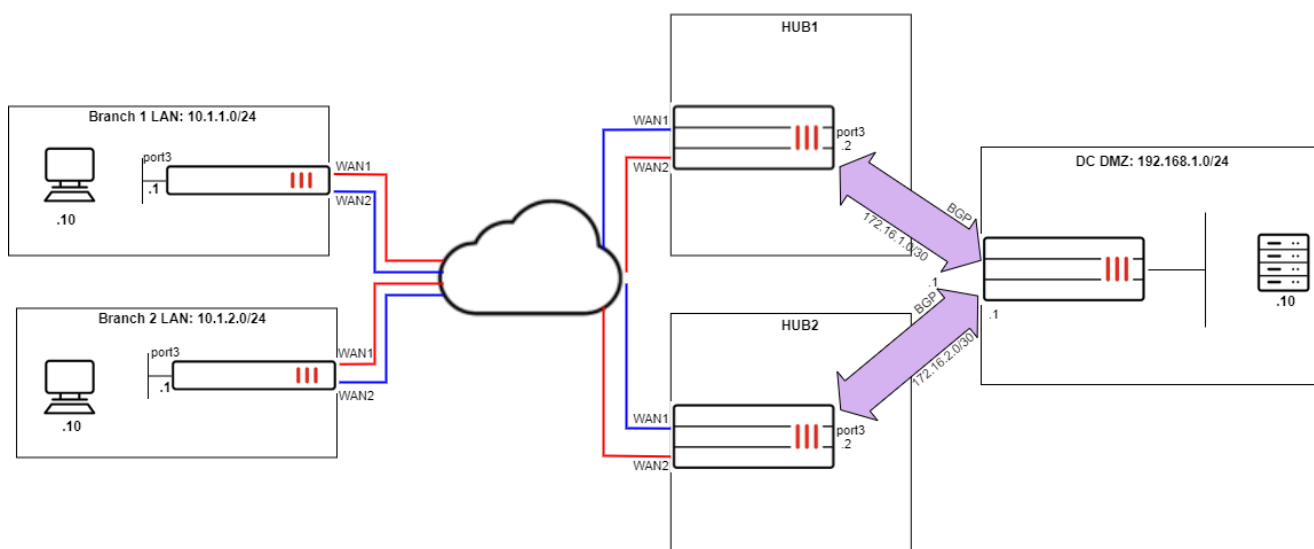 HUB1
WAN1
WAN2
port3
.2
Branch 1 LAN: 10.1.1.0/24
port3
.1
.10
WAN1
WAN2
DC DMZ: 192.168.1.0/24
BGP
172.16.1.0/30
.1
.10
.1
BGP
172.16.2.0/30
Branch 2 LAN: 10.1.2.0/24
port3
.1
.10
WAN1
WAN2
HUB2
WAN1
WAN2
port3
.2